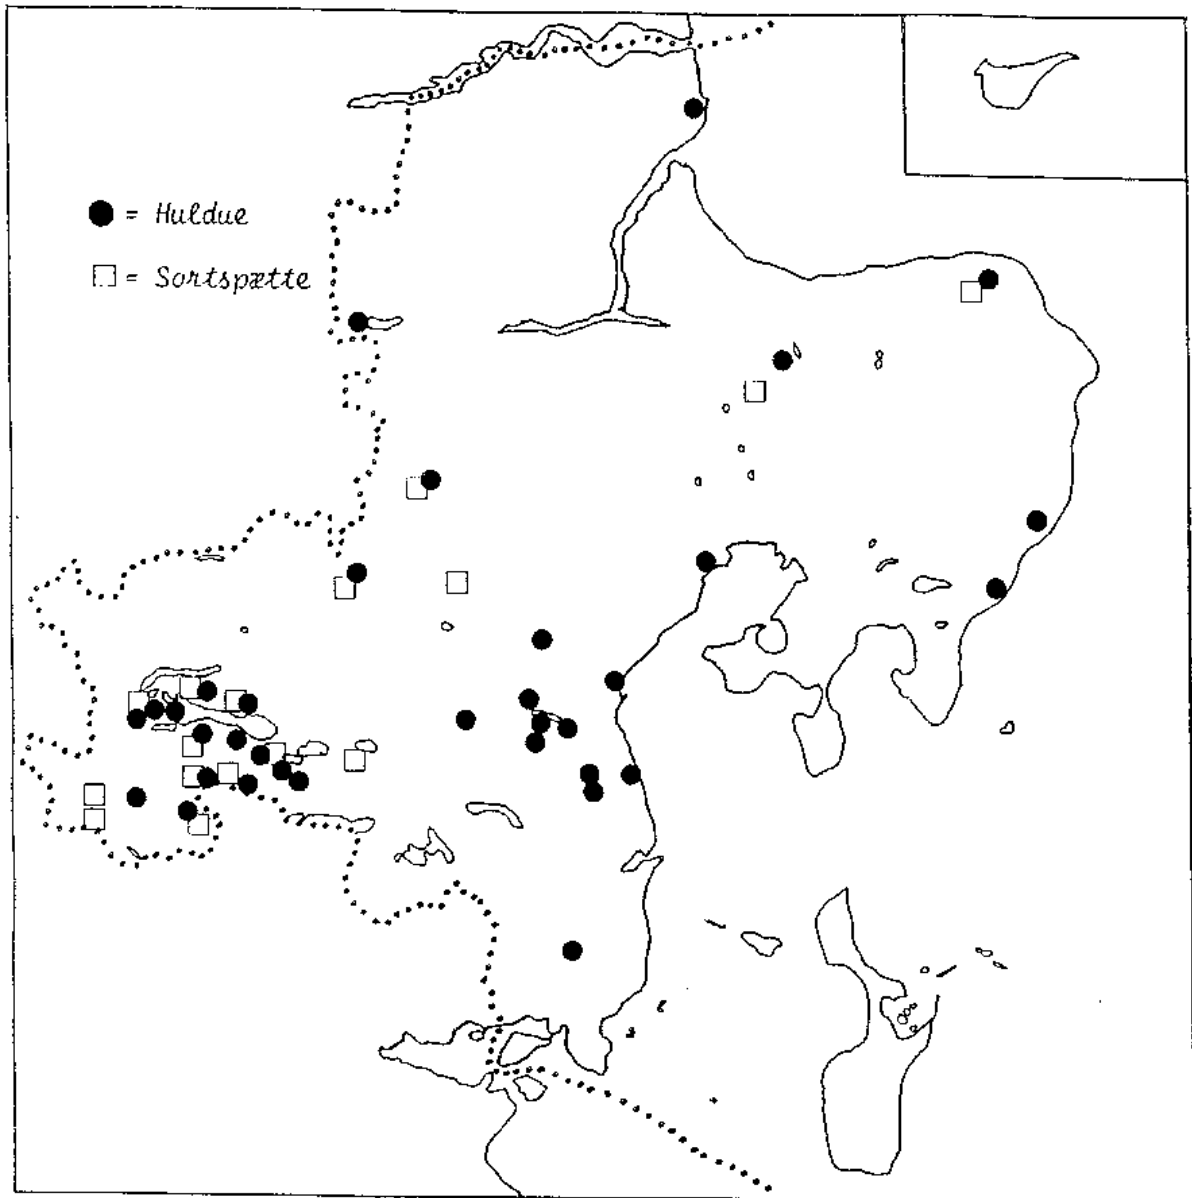 ● = Huldue
□ = Sortspætte